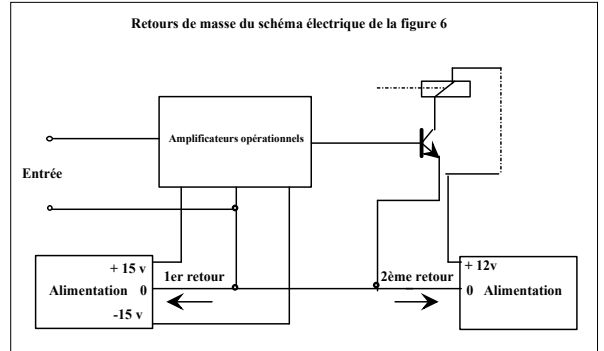 Retours de masse du schéma électrique de la figure 6
Amplificateurs opérationnels
Entrée
+ 15 v
1er retour
2ème retour
+ 12v
Alimentation 0
0 Alimentation
-15 v